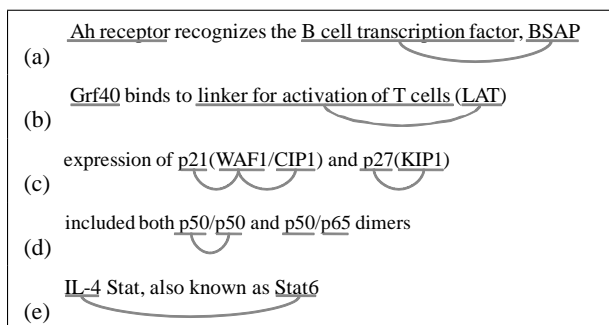 (a) Ah receptor recognizes the B cell transcription factor, BSAP
(b) Grf40 binds to linker for activation of T cells (LAT)
(c) expression of p21(WAF1/CIP1) and p27(KIP1)
(d) included both p50/p50 and p50/p65 dimers
(e) IL-4 Stat, also known as Stat6